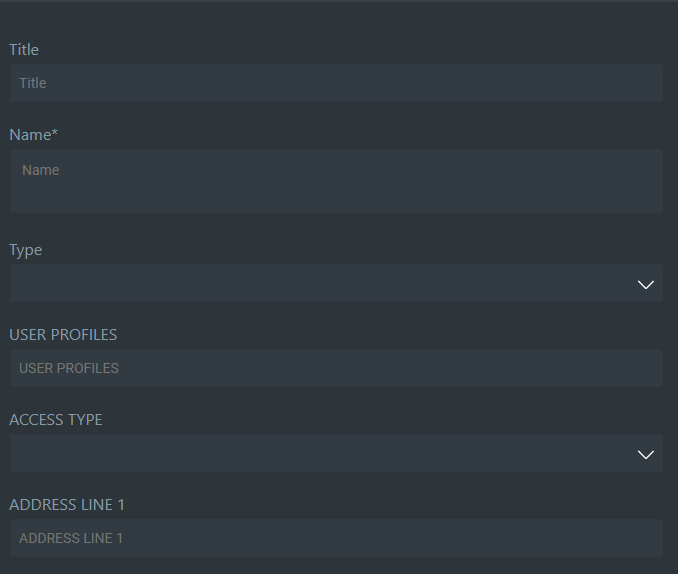 Title
Title
Name*
Name
Type
USER PROFILES
USER PROFILES
ACCESS TYPE
ADDRESS LINE 1
ADDRESS LINE 1